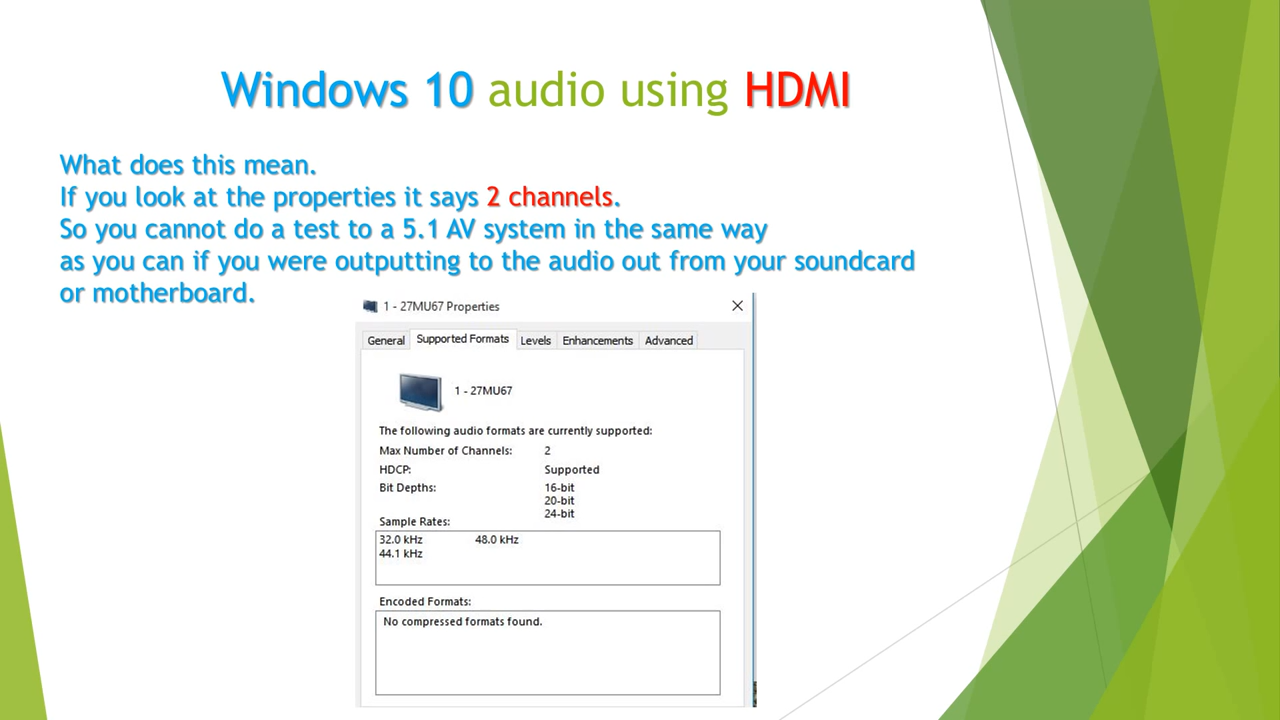 Windows 10 audio using HDMI
What does this mean.
If you look at the properties it says 2 channels.
So you cannot do a test to a 5.1 AV system in the same way
as you can if you were outputting to the audio out from your soundcard
or motherboard.
1 - 27MU67 Properties
General Supported Formats Levels Enhancements Advanced
1 - 27MU67
The following audio formats are currently supported:
Max Number of Channels: 2
HDCP: Supported
Bit Depths: 16-bit
20-bit
24-bit
Sample Rates:
32.0 kHz 48.0 kHz
44.1 kHz
Encoded Formats:
No compressed formats found.